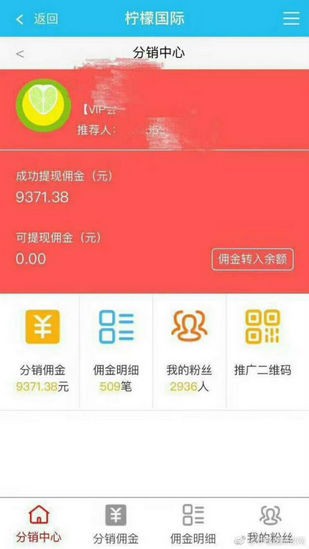 返回
柠檬国际
分销中心
【VIP云
推荐人:
成功提现佣金（元）
9371.38
可提现佣金（元）
0.00
佣金转入余额
分销佣金
9371.38元
佣金明细
509笔
我的粉丝
2936人
推广二维码
分销中心
分销佣金
佣金明细
我的粉丝